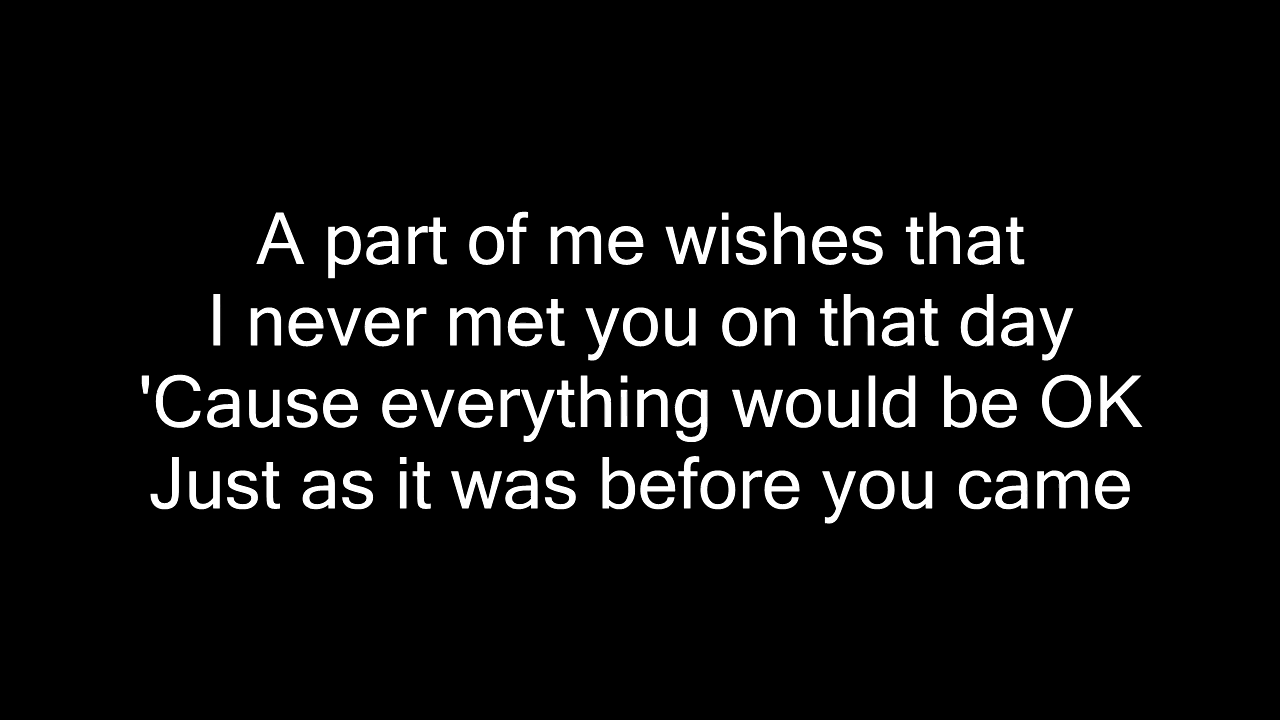 A part of me wishes that
I never met you on that day
'Cause everything would be OK
Just as it was before you came